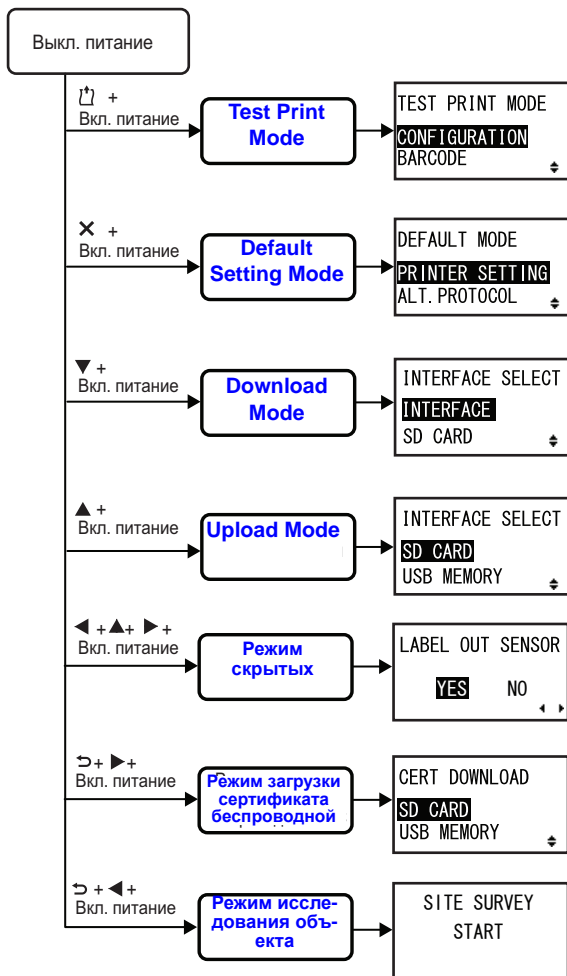 Выкл. питание
+
Вкл. питание
Test Print
Mode
TEST PRINT MODE
CONFIGURATION
BARCODE
+
Вкл. питание
Default
Setting Mode
DEFAULT MODE
PRINTER SETTING
ALT.PROTOCOL
▼ +
Вкл. питание
Download
Mode
INTERFACE SELECT
INTERFACE
SD CARD
▲ +
Вкл. питание
Upload Mode
INTERFACE SELECT
SD CARD
USB MEMORY
◀ +▲+ ▶ +
Вкл. питание
Режим
скрытых
LABEL OUT SENSOR
YES NO
⮌+ ▶+
Вкл. питание
Режим загрузки
сертификата
беспроводной
CERT DOWNLOAD
SD CARD
USB MEMORY
⮌ + ◀ +
Вкл. питание
Режим иссле-
дования объ-
екта
SITE SURVEY
START